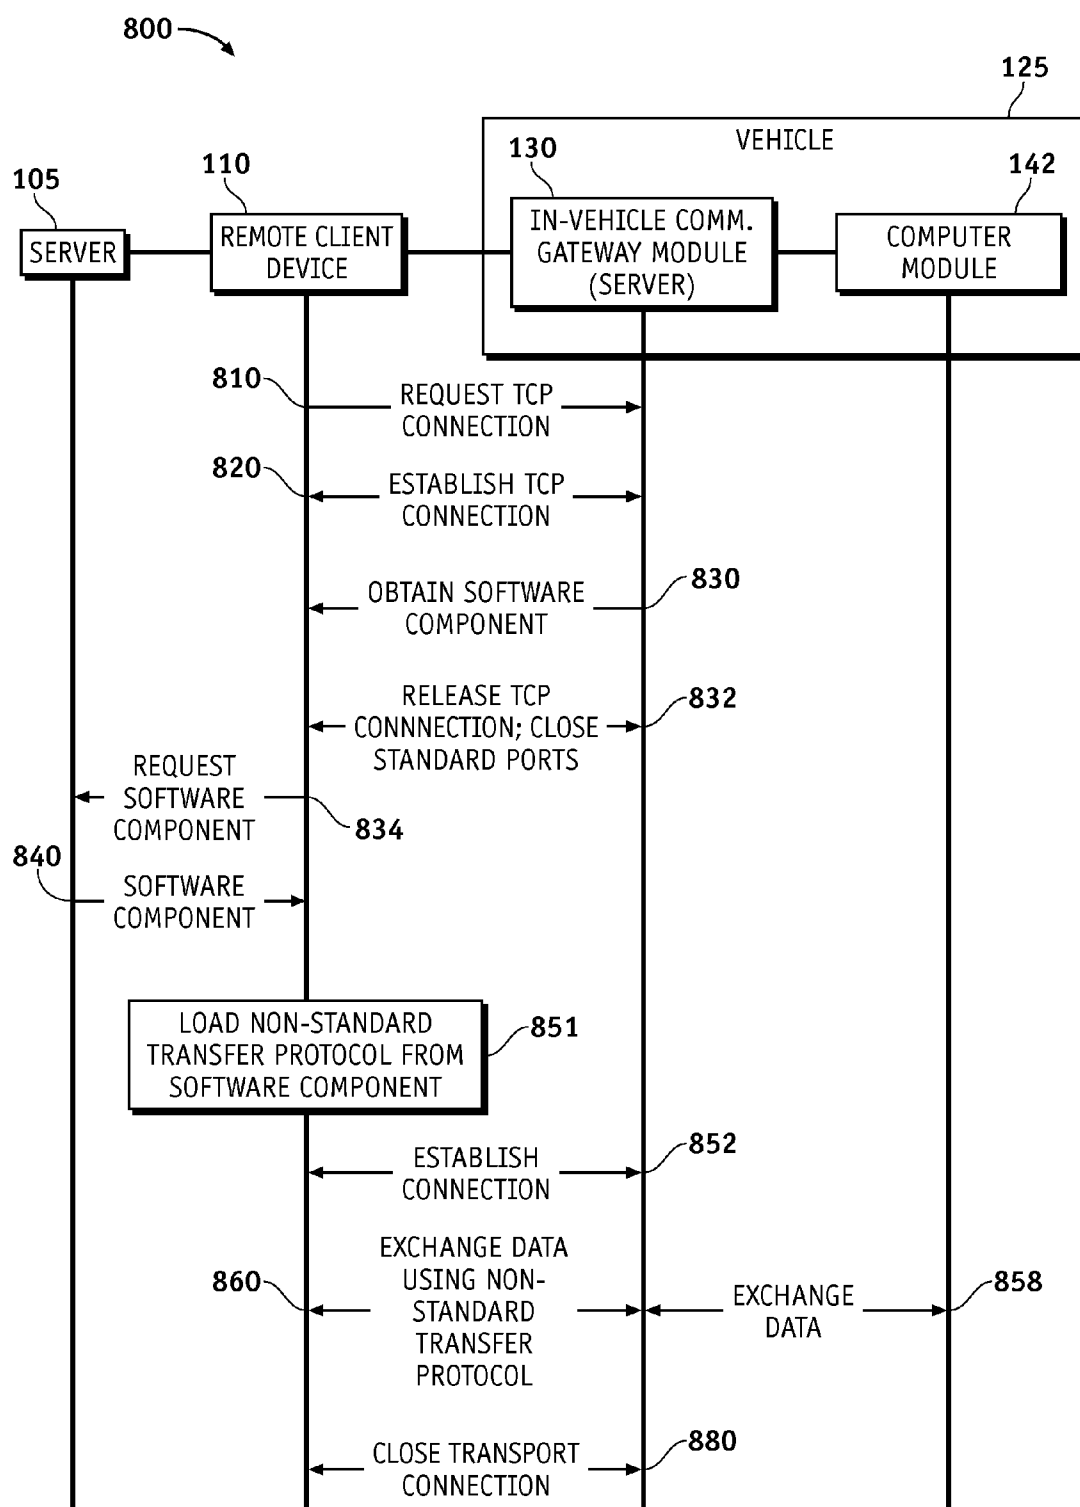 800
125
VEHICLE
130
110
142
105
SERVER
REMOTE CLIENT
DEVICE
IN-VEHICLE COMM.
GATEWAY MODULE
(SERVER)
COMPUTER
MODULE
810
REQUEST TCP
CONNECTION
820
ESTABLISH TCP
CONNECTION
830
OBTAIN SOFTWARE
COMPONENT
832
RELEASE TCP
CONNNECTION; CLOSE
STANDARD PORTS
REQUEST
SOFTWARE
COMPONENT
834
840
SOFTWARE
COMPONENT
LOAD NON-STANDARD
TRANSFER PROTOCOL FROM
SOFTWARE COMPONENT
851
852
ESTABLISH
CONNECTION
860
EXCHANGE DATA
USING NON-
STANDARD
TRANSFER
PROTOCOL
858
EXCHANGE
DATA
880
CLOSE TRANSPORT
CONNECTION